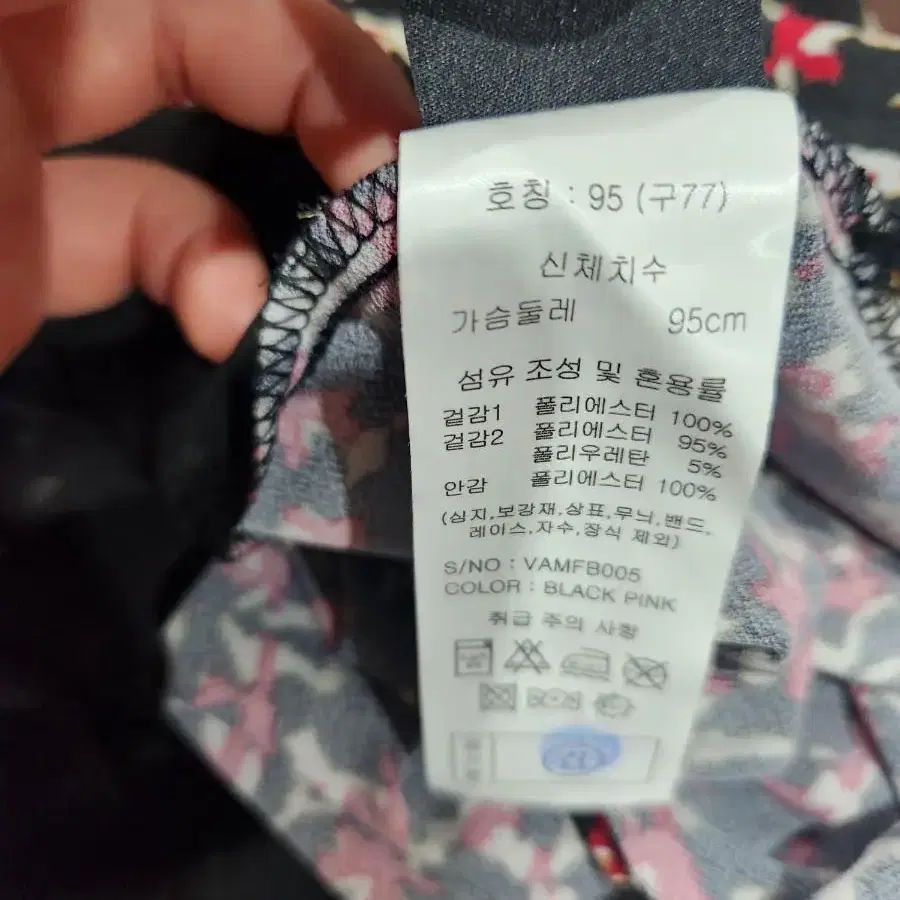 호칭 : 95 (구77)
신체치수
가슴둘레 95cm
섬유 조성 및 혼용률
겉감1 폴리에스터 100%
겉감2 폴리에스터 95%
폴리우레탄 5%
안감 폴리에스터 100%
(심지,보강재,상표,무늬,밴드,
레이스,자수,장식 제외)
S/NO : VAMFB005
COLOR : BLACK PINK
취급 주의 사항